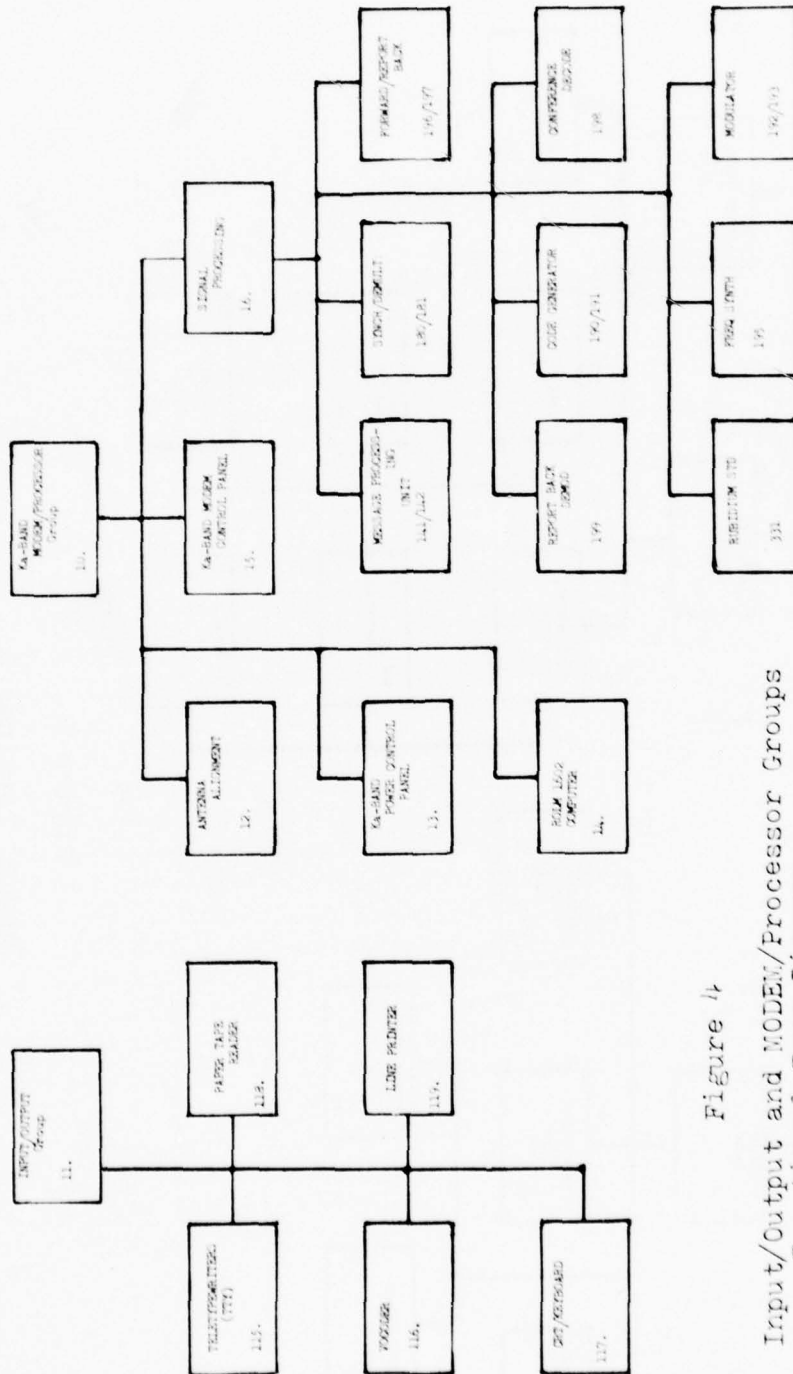 INPUT/OUTPUT
Group
11.
TELETYPEWRITERS
(TTY)
115.
PAPER TAPE
READER
118.
VOCODER
116.
LINE PRINTER
119.
CRT/KEYBOARD
117.
Ka-BAND
MODEM/PROCESSOR
Group
10.
ANTENNA
ALIGNMENT
12.
Ka-BAND MODEM
CONTROL PANEL
15.
SIGNAL
PROCESSING
16.
Ka-BAND
POWER CONTROL
PANEL
13.
ROLM 1602
COMPUTER
14.
MESSAGE PROCESS-
ING
UNIT
141/142
SYNCH/DEMULT
180/181
FORWARD/REPORT
BACK
196/197
REPORT BACK
DEMOD
199
CODE GENERATOR
190/191
CONFERENCE
DECODE
198
RUBIDIUM STD
331
FREQ SYNTH
195
MODULATOR
192/193
Figure 4
Input/Output and MODEM/Processor Groups